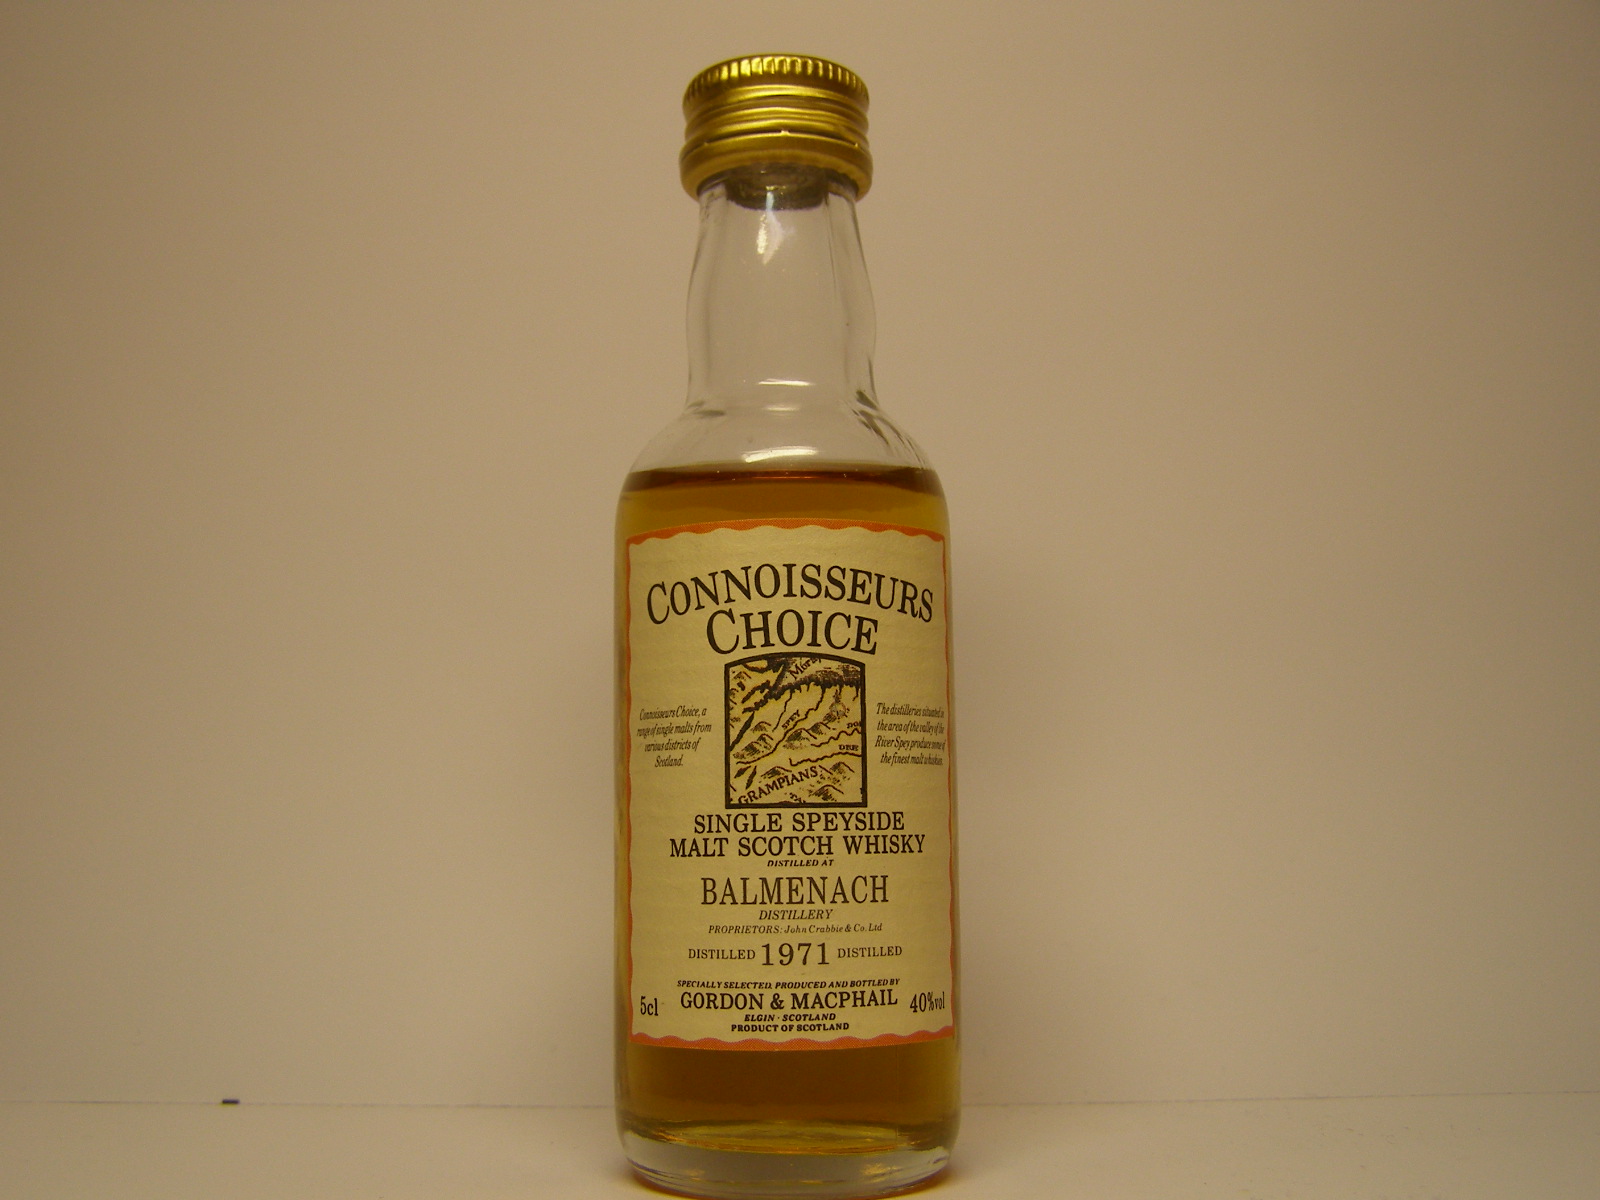 CONNOISSEURS
CHOICE
Moray
SPEY
DEE
GRAMPIANS
Connoisseurs Choice, a
range of single malts from
various districts of
Scotland.
The distilleries situated in
the area of the valley of the
River Spey produce some of
the finest malt whiskies.
SINGLE SPEYSIDE
MALT SCOTCH WHISKY
DISTILLED AT
BALMENACH
DISTILLERY
PROPRIETORS: John Crabbie & Co. Ltd
DISTILLED 1971 DISTILLED
SPECIALLY SELECTED, PRODUCED AND BOTTLED BY
5cl GORDON & MACPHAIL 40%vol
ELGIN · SCOTLAND
PRODUCT OF SCOTLAND